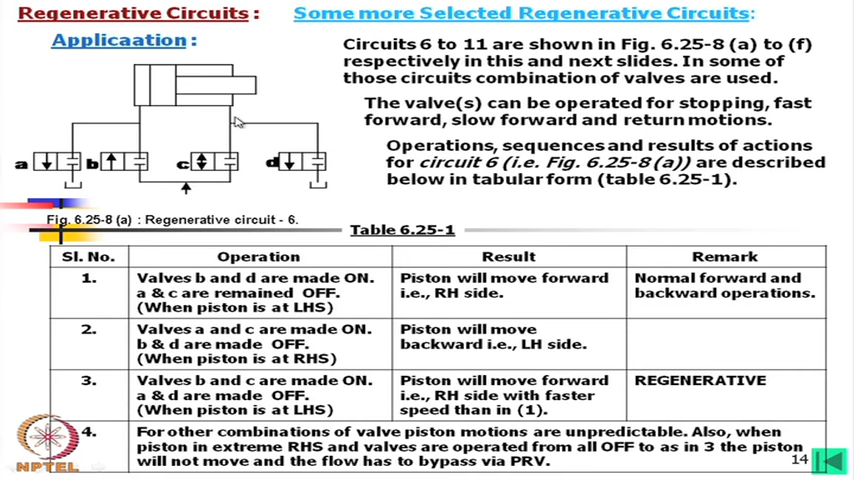 Regenerative Circuits :
Some more Selected Regenerative Circuits:
Applicaation :
Circuits 6 to 11 are shown in Fig. 6.25-8 (a) to (f)
respectively in this and next slides. In some of
those circuits combination of valves are used.
The valve(s) can be operated for stopping, fast
forward, slow forward and return motions.
Operations, sequences and results of actions
for circuit 6 (i.e. Fig. 6.25-8 (a)) are described
below in tabular form (table 6.25-1).
a b c d
Fig. 6.25-8 (a) : Regenerative circuit - 6.
Table 6.25-1
Sl. No. Operation Result Remark
1. Valves b and d are made ON. Piston will move forward Normal forward and
a & c are remained OFF. i.e., RH side. backward operations.
(When piston is at LHS)
2. Valves a and c are made ON. Piston will move
b & d are made OFF. backward i.e., LH side.
(When piston is at RHS)
3. Valves b and c are made ON. Piston will move forward REGENERATIVE
a & d are made OFF. i.e., RH side with faster
(When piston is at LHS) speed than in (1).
4. For other combinations of valve piston motions are unpredictable. Also, when
piston in extreme RHS and valves are operated from all OFF to as in 3 the piston
will not move and the flow has to bypass via PRV.
14
NPTEL